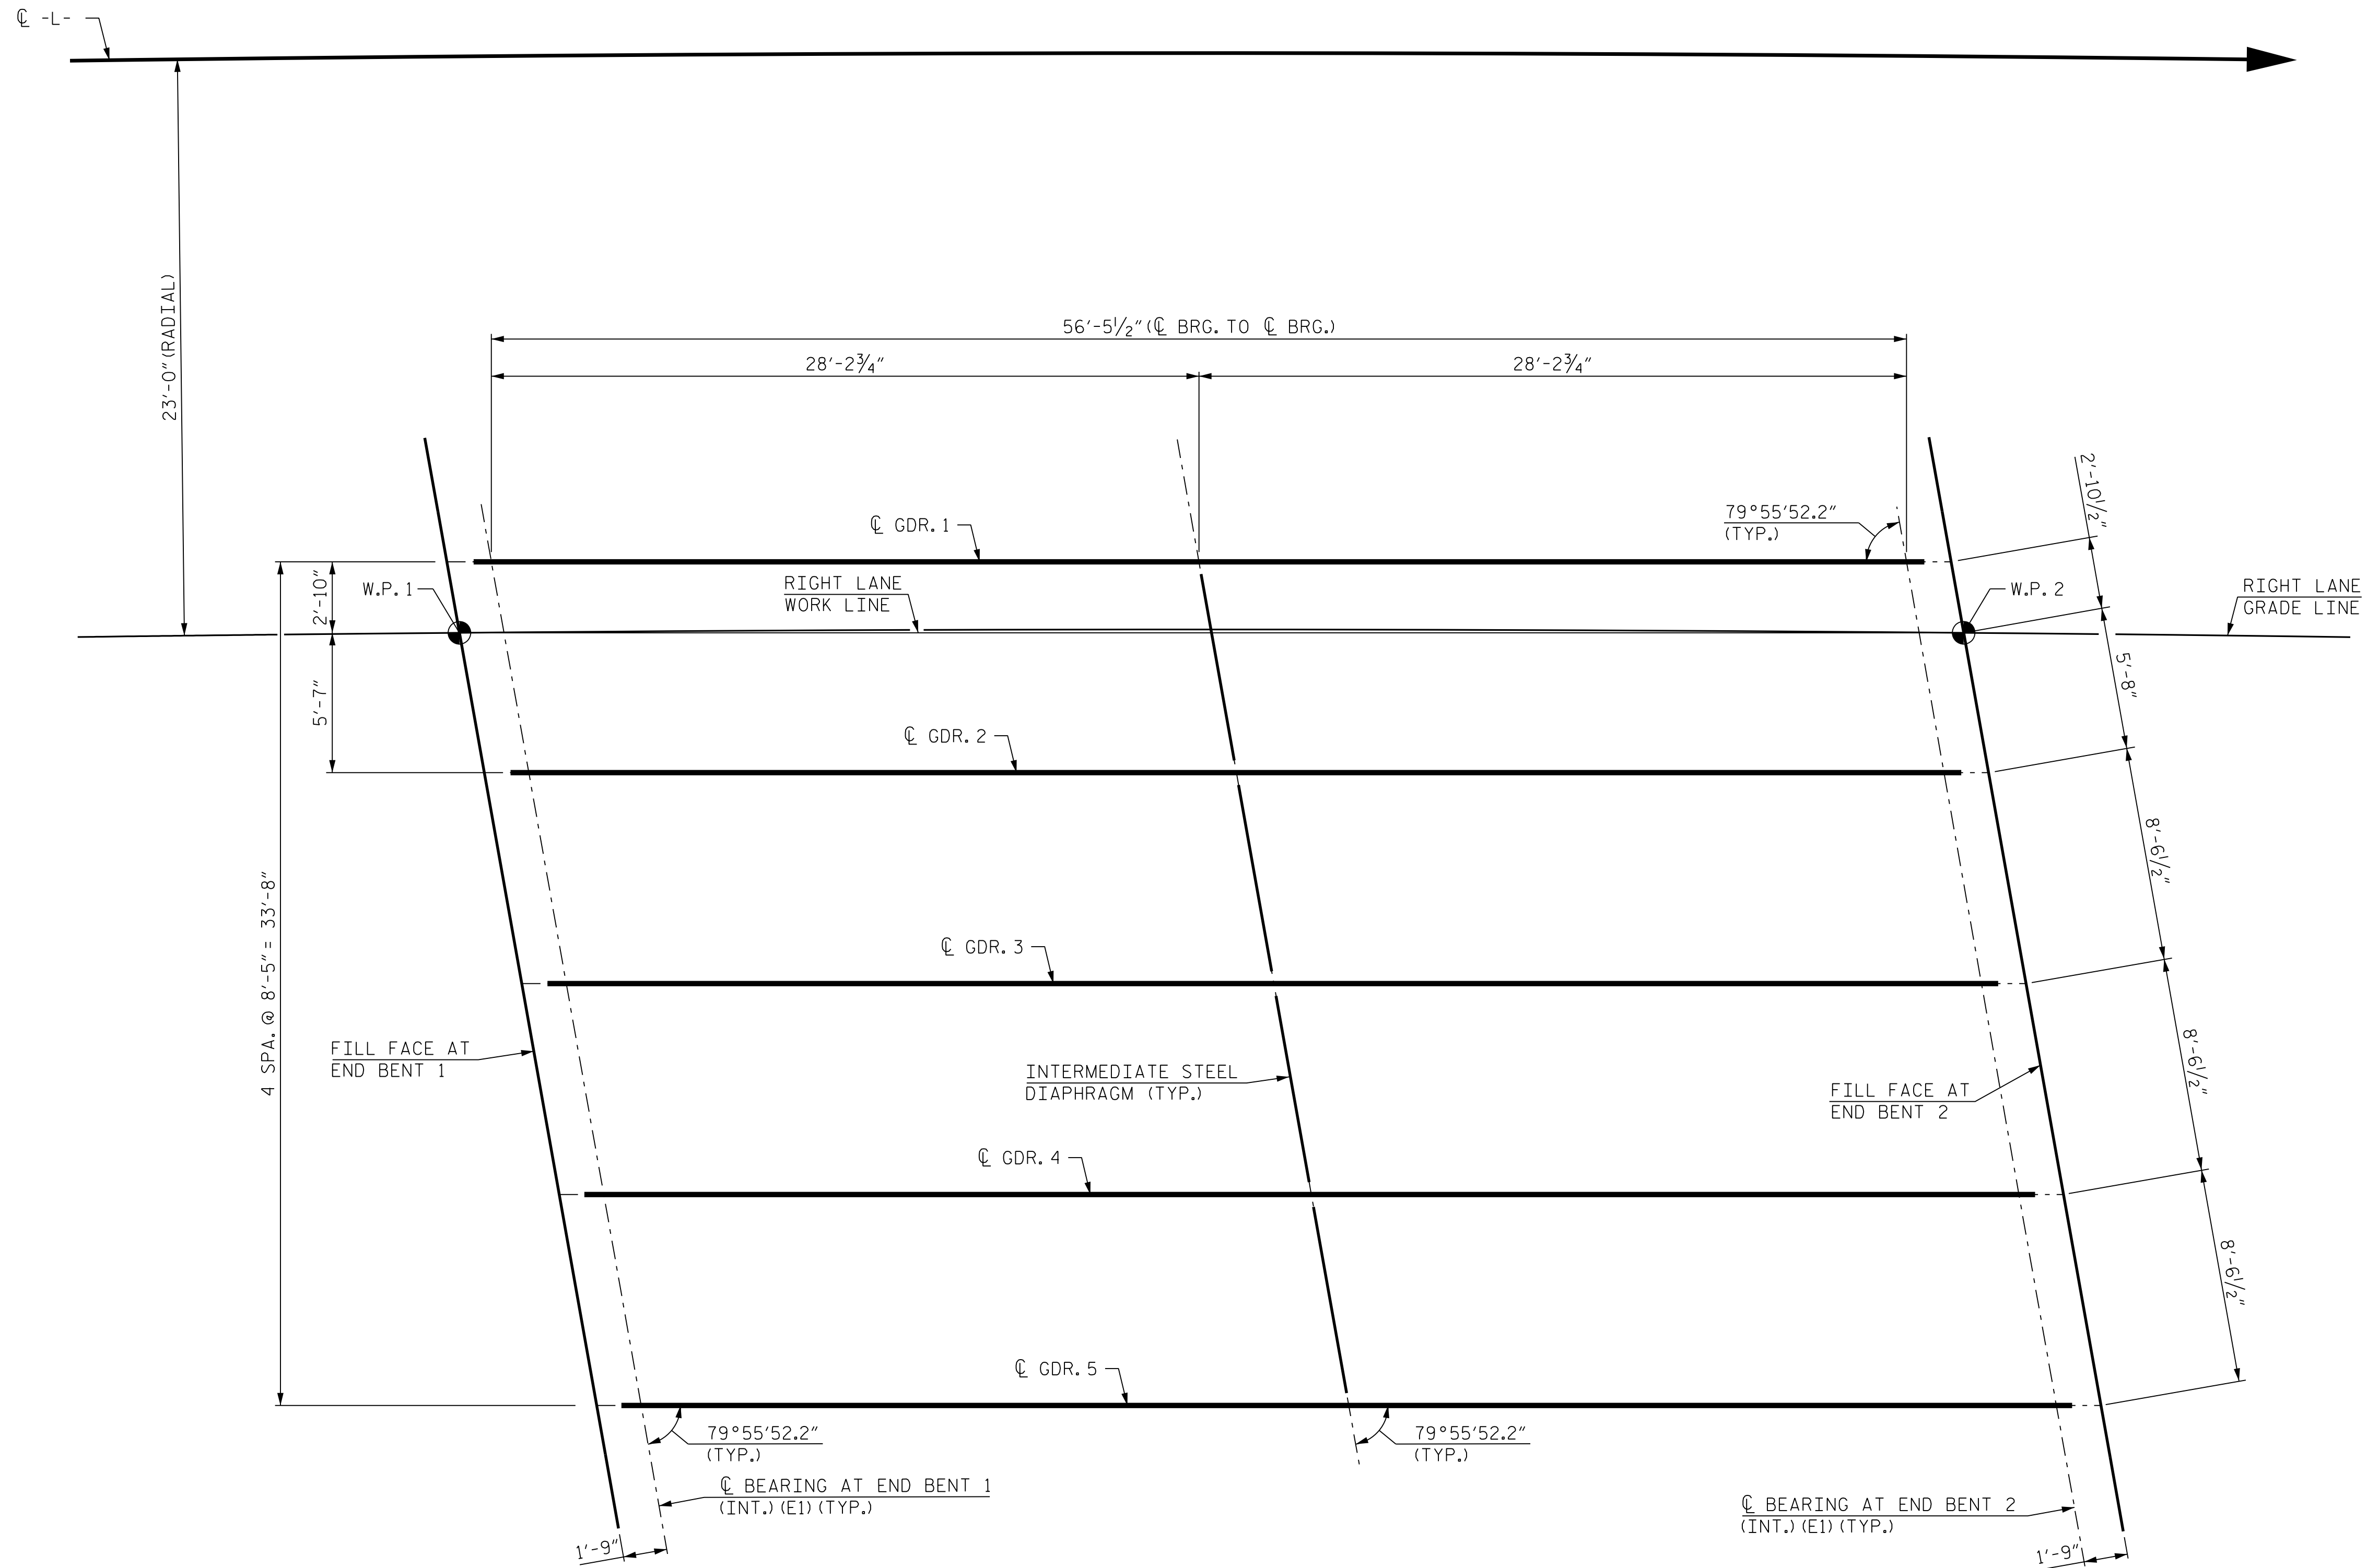 ℄ -L-
23'-0" (RADIAL)
56'-5½" (℄ BRG. TO ℄ BRG.)
28'-2¾"
28'-2¾"
2'-10½"
79°55'52.2"
(TYP.)
℄ GDR. 1
2'-10"
W.P. 1
RIGHT LANE
WORK LINE
W.P. 2
RIGHT LANE
GRADE LINE
5'-7"
5'-8"
℄ GDR. 2
8'-6½"
4 SPA. @ 8'-5" = 33'-8"
℄ GDR. 3
FILL FACE AT
END BENT 1
INTERMEDIATE STEEL
DIAPHRAGM (TYP.)
FILL FACE AT
END BENT 2
8'-6½"
℄ GDR. 4
8'-6½"
℄ GDR. 5
79°55'52.2"
(TYP.)
79°55'52.2"
(TYP.)
℄ BEARING AT END BENT 1
(INT.) (E1) (TYP.)
℄ BEARING AT END BENT 2
(INT.) (E1) (TYP.)
1'-9"
1'-9"